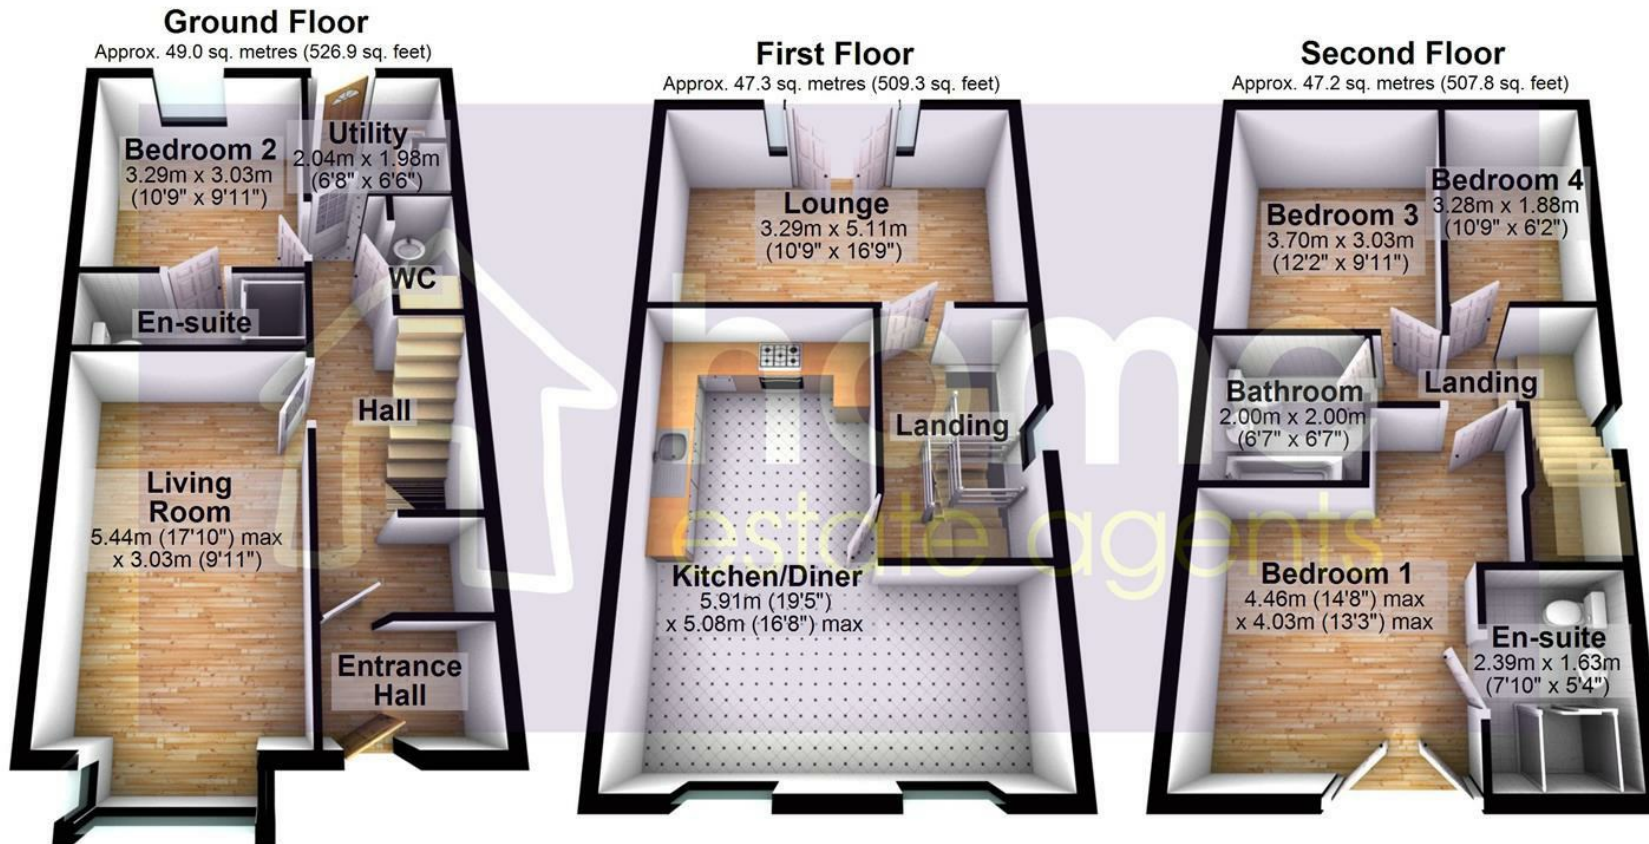 Ground Floor
Approx. 49.0 sq. metres (526.9 sq. feet)
Bedroom 2
3.29m x 3.03m
(10'9" x 9'11")
Utility
2.04m x 1.98m
(6'8" x 6'6")
WC
En-suite
Hall
Living
Room
5.44m (17'10") max
x 3.03m (9'11")
Entrance
Hall
First Floor
Approx. 47.3 sq. metres (509.3 sq. feet)
Lounge
3.29m x 5.11m
(10'9" x 16'9")
Landing
Kitchen/Diner
5.91m (19'5")
x 5.08m (16'8") max
Second Floor
Approx. 47.2 sq. metres (507.8 sq. feet)
Bedroom 3
3.70m x 3.03m
(12'2" x 9'11")
Bedroom 4
3.28m x 1.88m
(10'9" x 6'2")
Bathroom
2.00m x 2.00m
(6'7" x 6'7")
Landing
Bedroom 1
4.46m (14'8") max
x 4.03m (13'3") max
En-suite
2.39m x 1.63m
(7'10" x 5'4")
home
estate agents